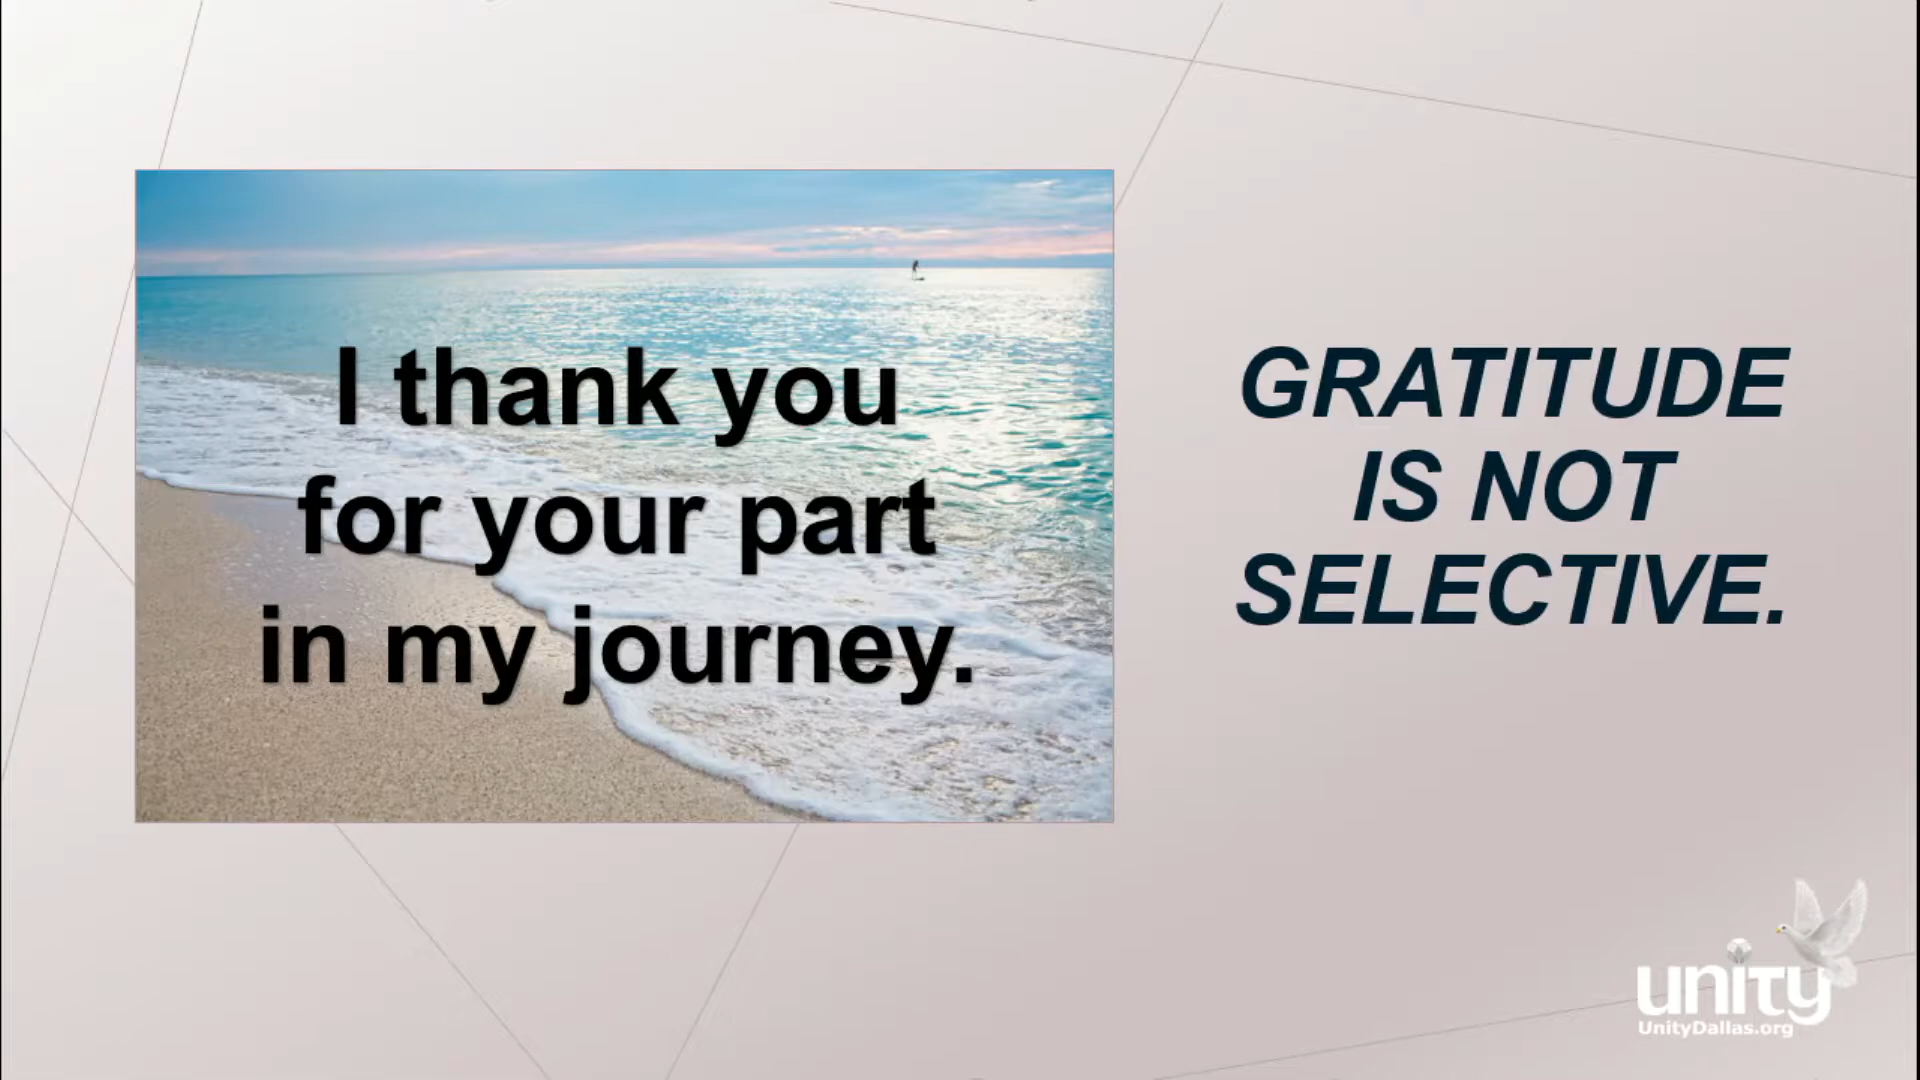 I thank you
for your part
in my journey.
GRATITUDE
IS NOT
SELECTIVE.
unity
UnityDallas.org